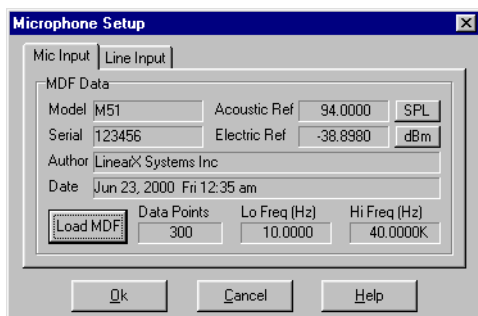 Microphone Setup
Mic Input Line Input
MDF Data
Model M51 Acoustic Ref 94.0000 SPL
Serial 123456 Electric Ref -38.8980 dBm
Author LinearX Systems Inc
Date Jun 23, 2000 Fri 12:35 am
Load MDF Data Points Lo Freq (Hz) Hi Freq (Hz)
300 10.0000 40.0000K
Ok Cancel Help